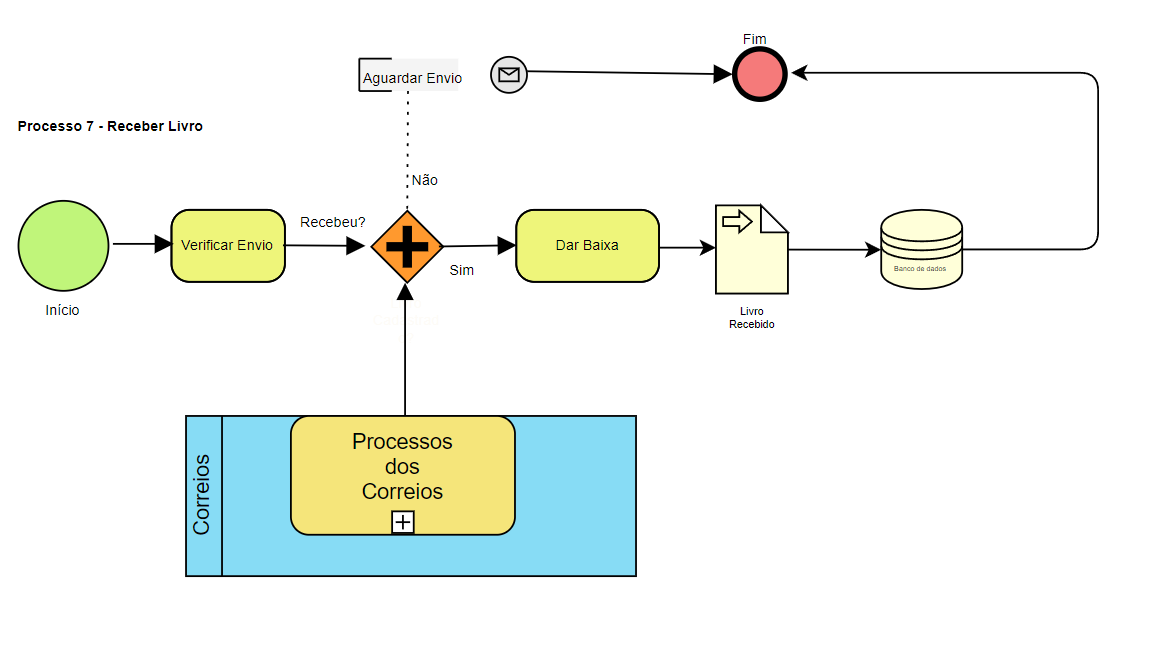 Fim
Aguardar Envio
Processo 7 - Receber Livro
Não
Recebeu?
Verificar Envio
Dar Baixa
Sim
Banco de dados
Início
Livro
Recebido
Processos
dos
Correios
Correios